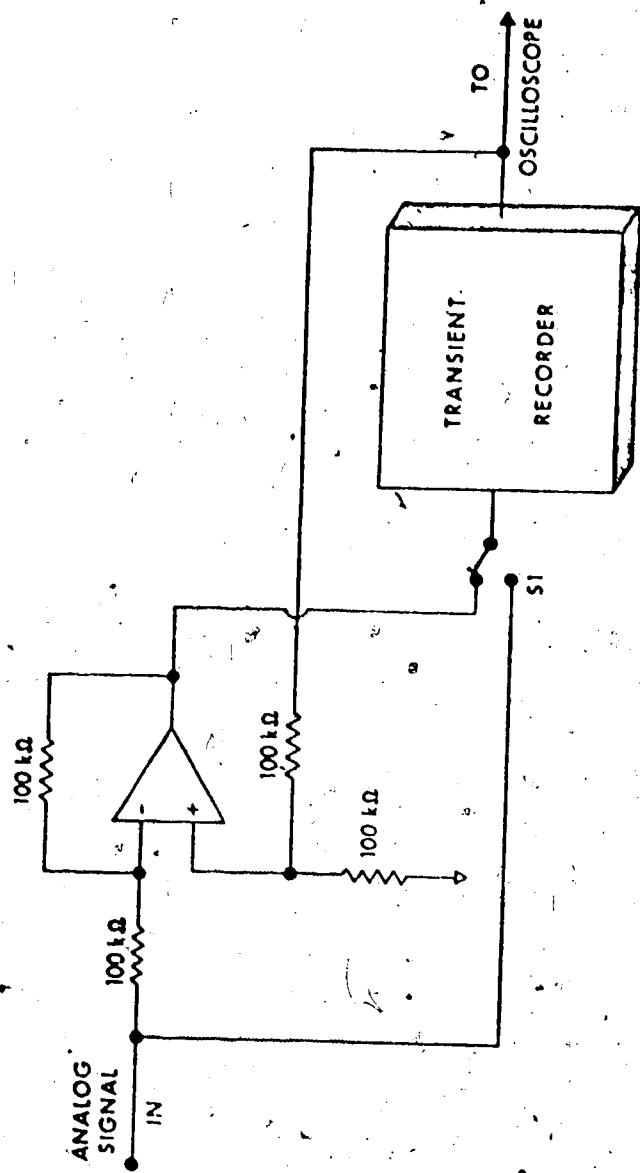 ANALOG
SIGNAL
IN
100 kΩ
100 kΩ
-
+
100 kΩ
100 kΩ
S1
TRANSIENT
RECORDER
TO
OSCILLOSCOPE